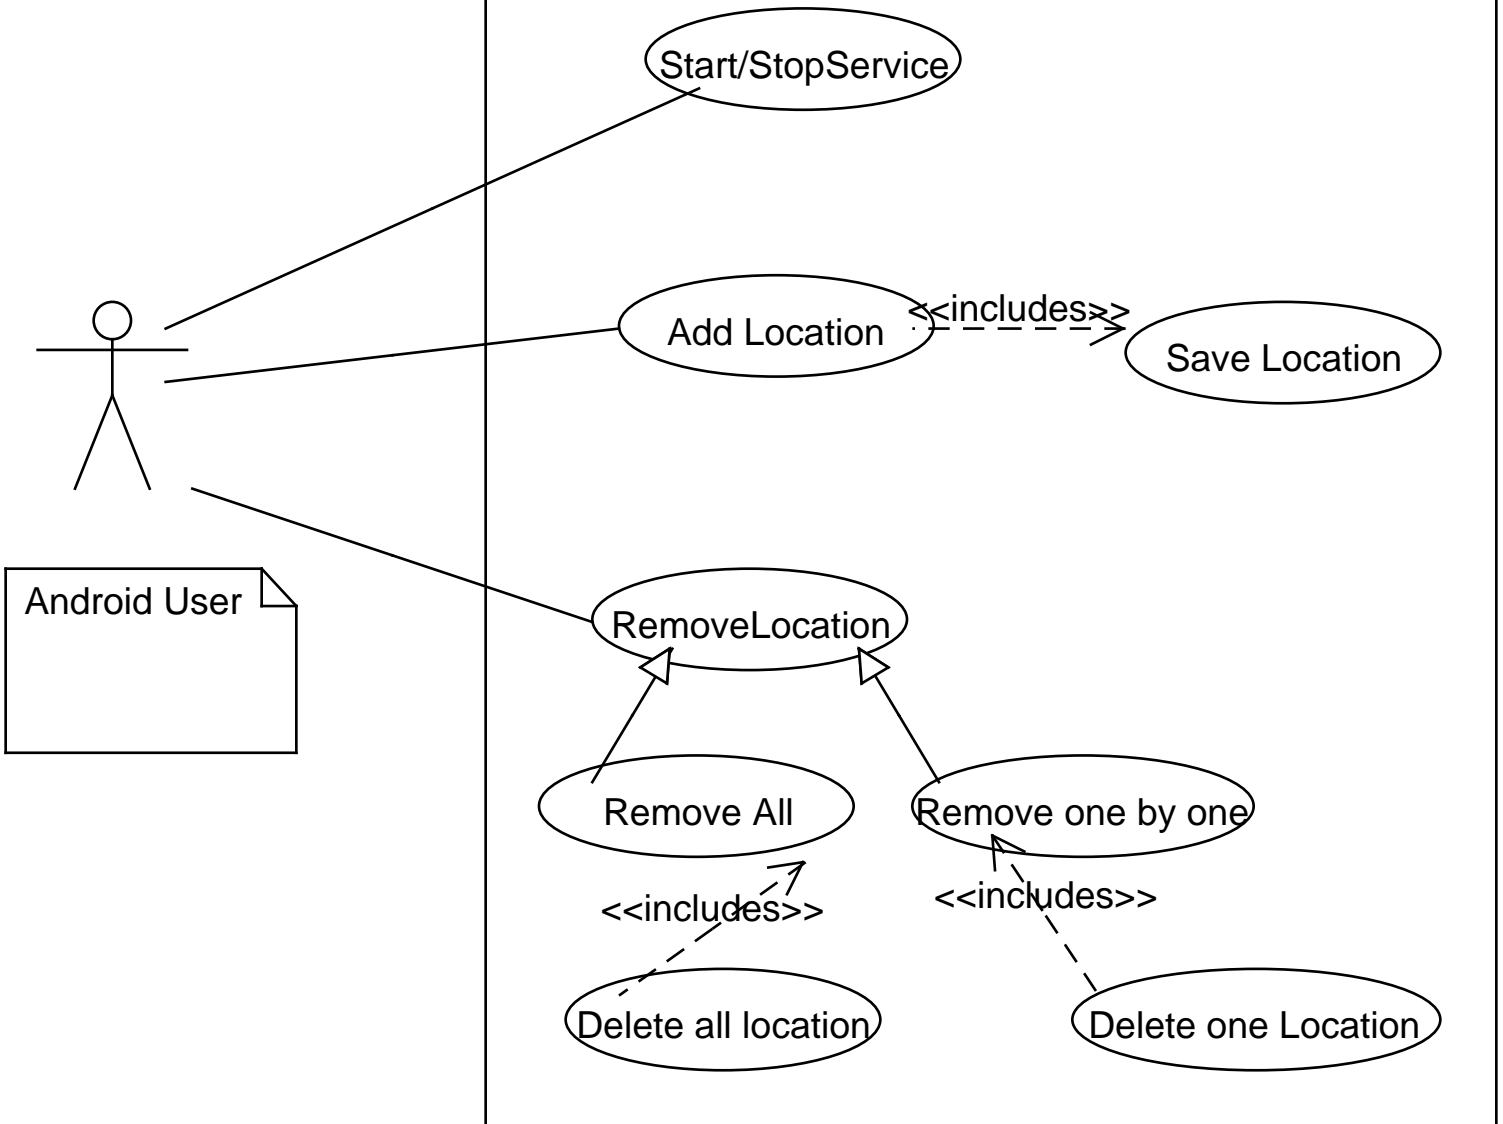 Start/StopService
Add Location
<<includes>>
Save Location
Android User
RemoveLocation
Remove All
Remove one by one
<<includes>>
<<includes>>
Delete all location
Delete one Location